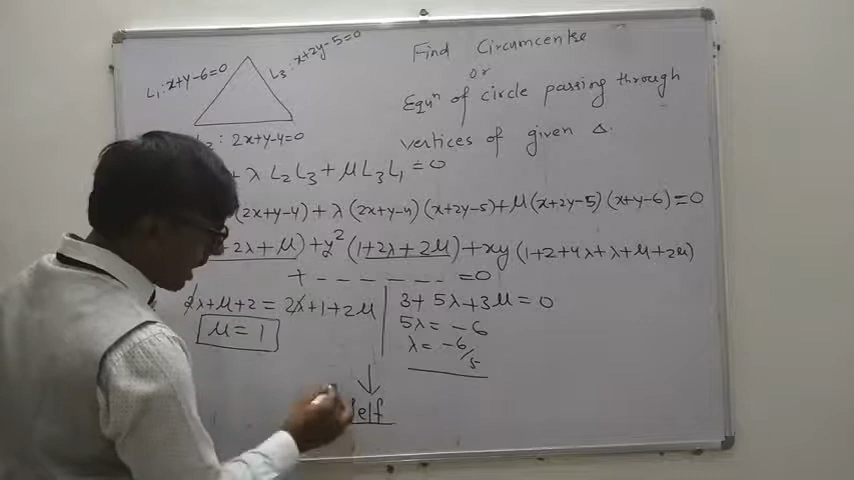 L₁: x+y-6=0
L₃: x+2y-5=0
2x+y-4=0
Find Circumcentre
Or
Equⁿ of circle passing through
vertices of given Δ.
+ λ L₂L₃ + μ L₃L₁ = 0
(2x+y-4) + λ(2x+y-4)(x+2y-5) + μ(x+2y-5)(x+y-6) = 0
2λ+μ) + y²(1+2λ+2μ) + xy(1+2+4λ+λ+μ+2μ)
+ - - - - - - = 0
2λ+μ+2 = 2λ+1+2μ
μ = 1
3+5λ+3μ = 0
5λ = -6
λ = -6/5
Self